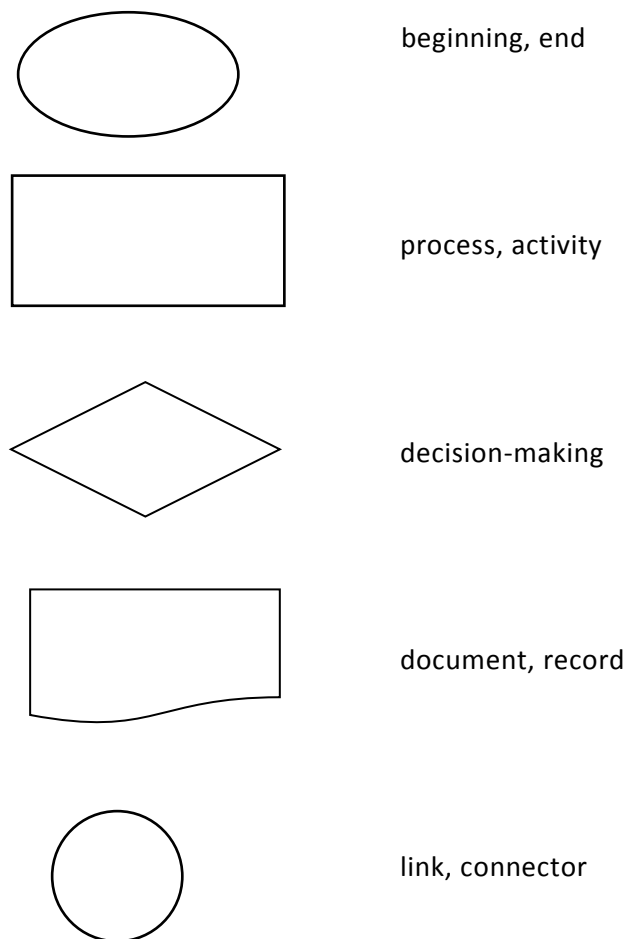 beginning, end
process, activity
decision-making
document, record
link, connector